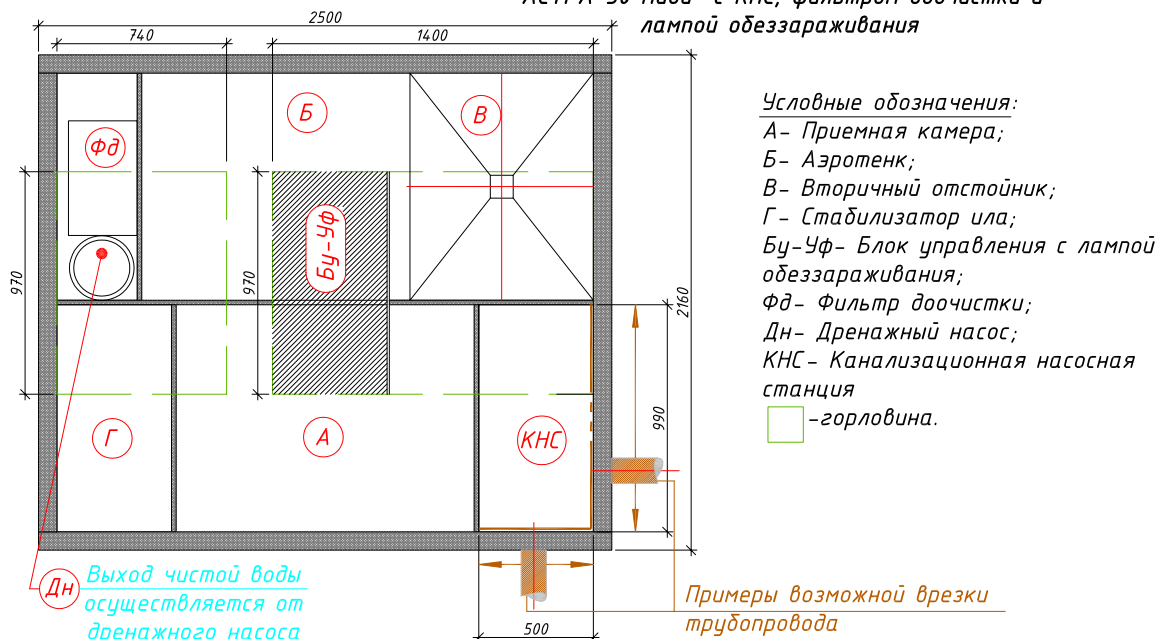 лампой обеззараживания
2500
740
1400
Условные обозначения:
А- Приемная камера;
Б- Аэротенк;
В- Вторичный отстойник;
Г- Стабилизатор ила;
Бу-Уф- Блок управления с лампой
обеззараживания;
Фд- Фильтр доочистки;
Дн- Дренажный насос;
КНС- Канализационная насосная
станция
-горловина.
Б
В
Фд
Бу-Уф
970
970
2160
990
Г
А
КНС
Дн
Выход чистой воды
осуществляется от
дренажного насоса
Примеры возможной врезки
трубопровода
500